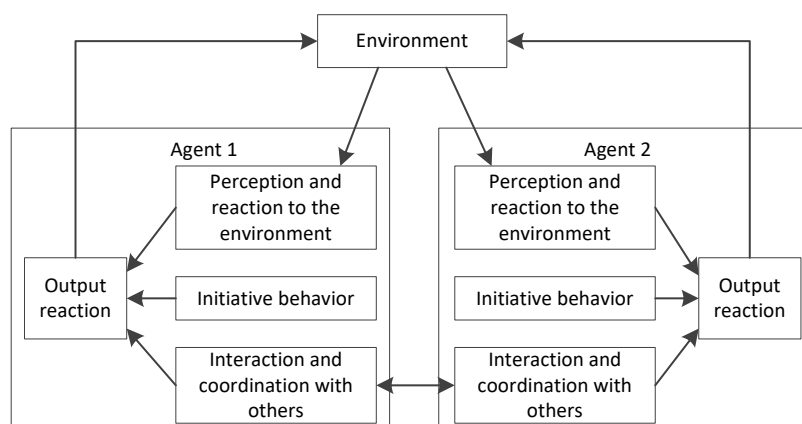 Environment
Agent 1
Perception and
reaction to the
environment
Output
reaction
Initiative behavior
Interaction and
coordination with
others
Agent 2
Perception and
reaction to the
environment
Initiative behavior
Output
reaction
Interaction and
coordination with
others